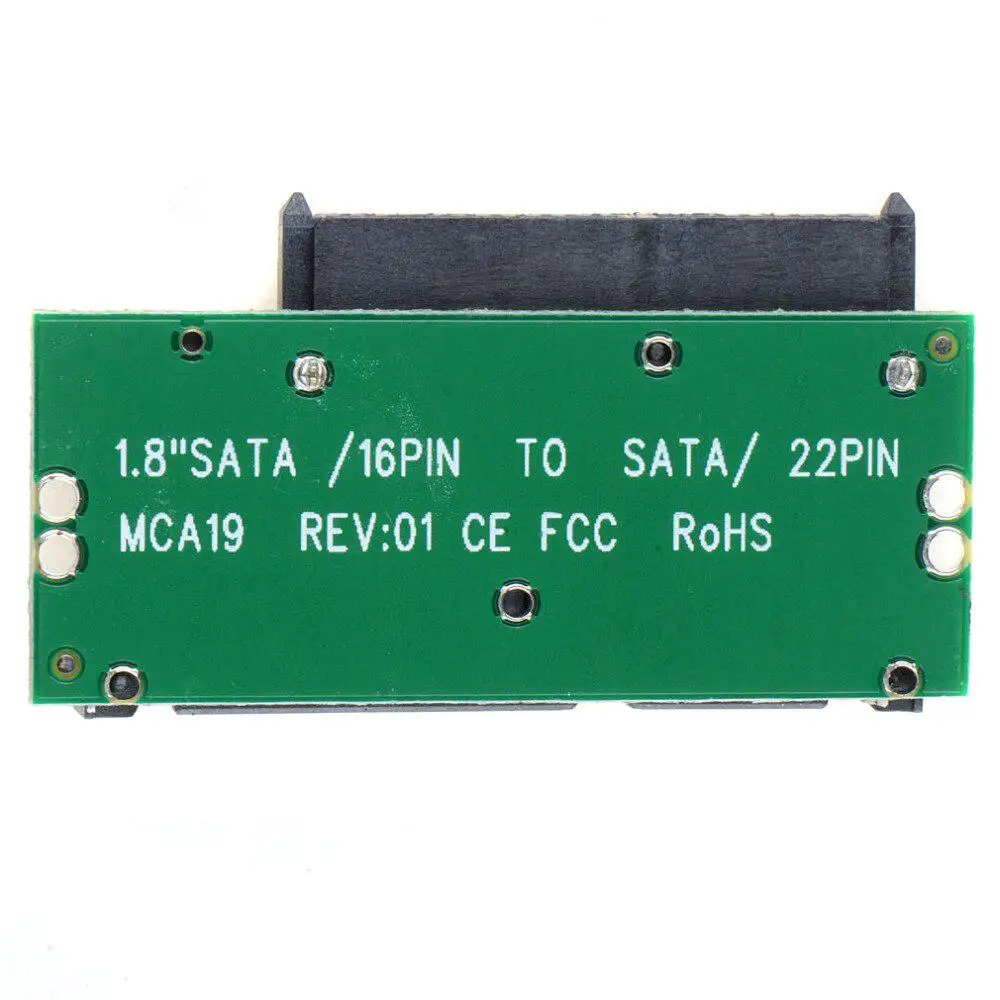 1.8"SATA /16PIN TO SATA/ 22PIN
MCA19 REV:01 CE FCC RoHS